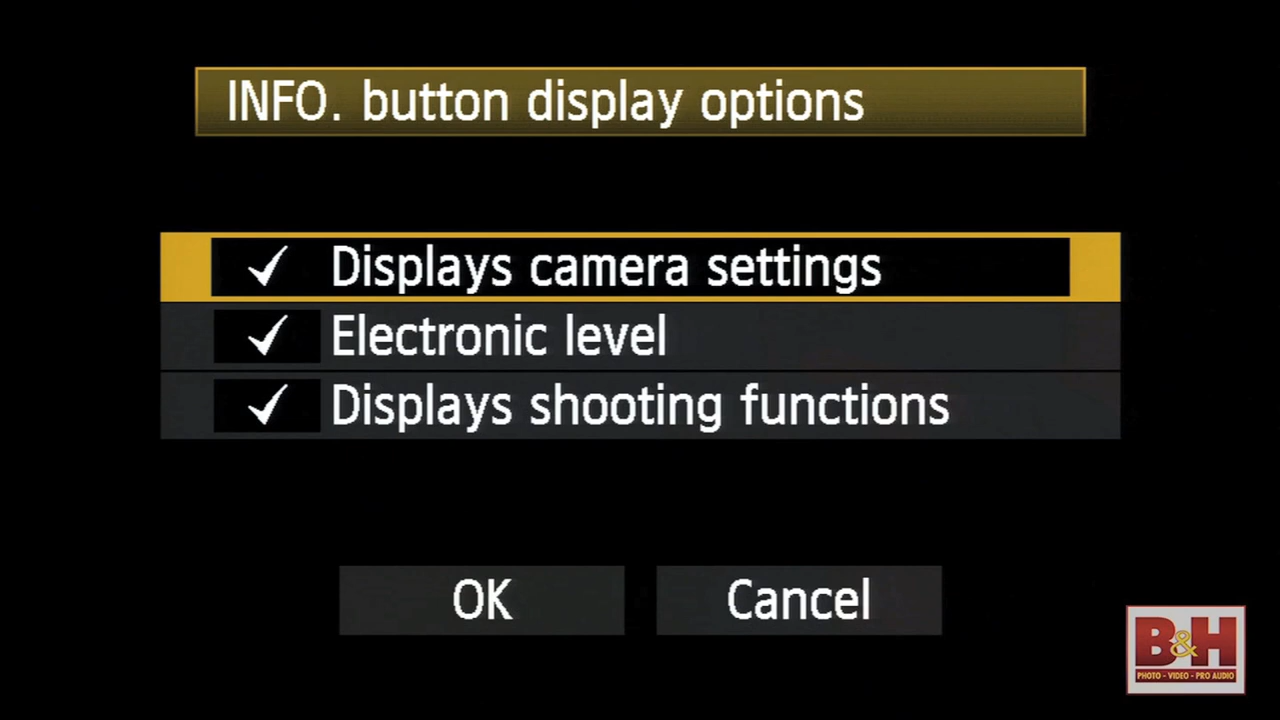 INFO. button display options
✓ Displays camera settings
✓ Electronic level
✓ Displays shooting functions
OK
Cancel
B&H
PHOTO - VIDEO - PRO AUDIO